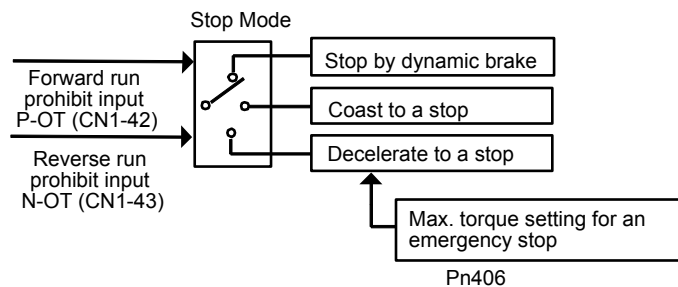 Stop Mode
Stop by dynamic brake
Forward run
prohibit input
P-OT (CN1-42)
Coast to a stop
Decelerate to a stop
Reverse run
prohibit input
N-OT (CN1-43)
Max. torque setting for an
emergency stop
Pn406